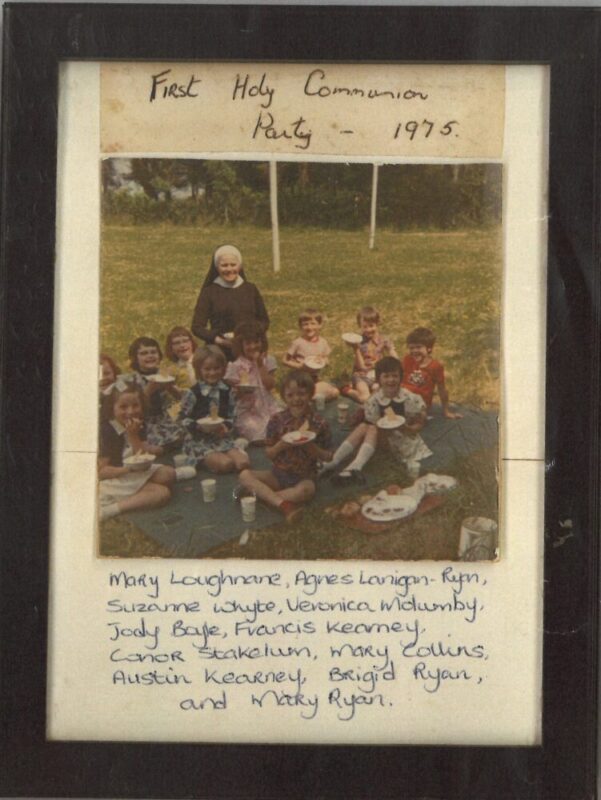 First Holy Communion
Party - 1975.
Mary Loughnane, Agnes Lanigan-Ryan,
Suzanne Whyte, Veronica Molumby,
Jody Boyle, Francis Kearney,
Conor Stakelum, Mary Collins,
Austin Kearney, Brigid Ryan,
and Mary Ryan.